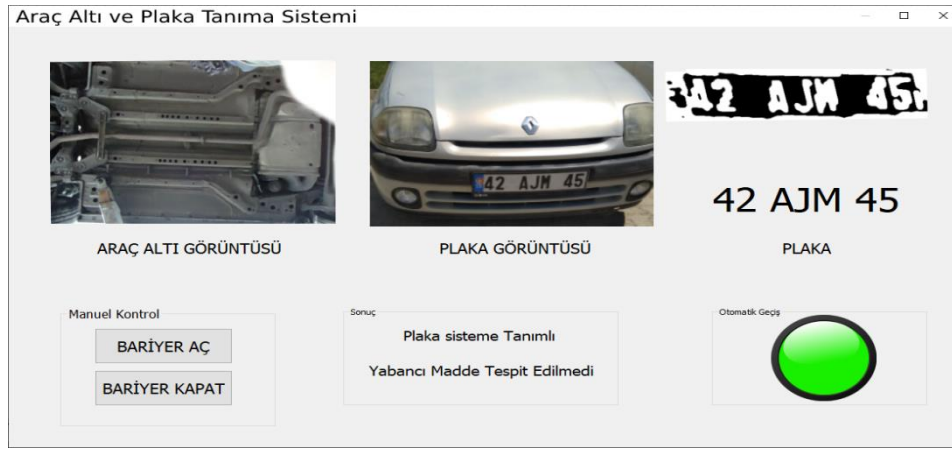 Araç Altı ve Plaka Tanıma Sistemi
42 AJM 45
42 AJM 45
42 AJM 45
ARAÇ ALTI GÖRÜNTÜSÜ
PLAKA GÖRÜNTÜSÜ
PLAKA
Manuel Kontrol
BARİYER AÇ
BARİYER KAPAT
Sonuç
Plaka sisteme Tanımlı
Yabancı Madde Tespit Edilmedi
Otomatik Geçiş